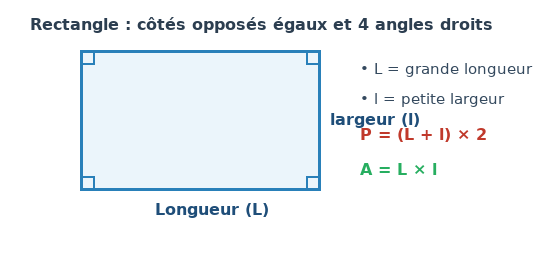 Rectangle : côtés opposés égaux et 4 angles droits
• L = grande longueur
• l = petite largeur
largeur (l)
P = (L + l) × 2
A = L × l
Longueur (L)